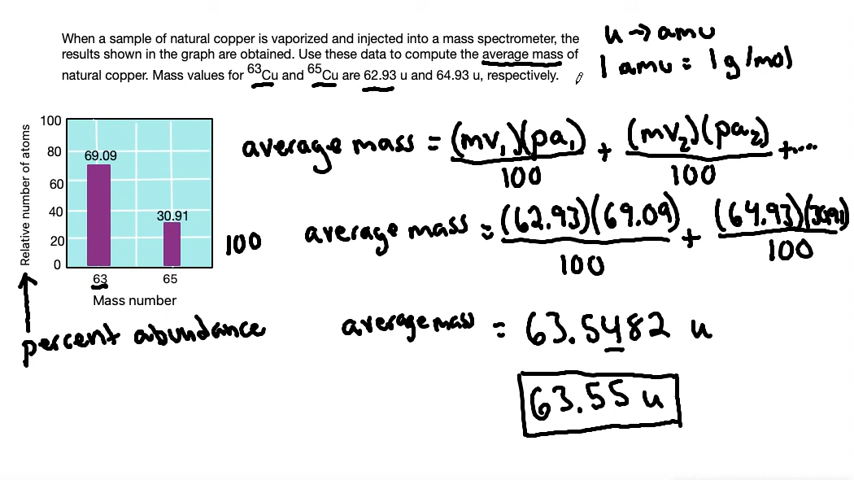 When a sample of natural copper is vaporized and injected into a mass spectrometer, the
results shown in the graph are obtained. Use these data to compute the average mass of
natural copper. Mass values for ⁶³Cu and ⁶⁵Cu are 62.93 u and 64.93 u, respectively.
u → amu
1 amu = 1 g/mol
Relative number of atoms
100
80
60
40
20
0
69.09
30.91
63
65
Mass number
100
percent abundance
average mass = (mv₁)(pa₁) + (mv₂)(pa₂) + ...
100 100
average mass = (62.93)(69.09) + (64.93)(30.91)
100 100
average mass = 63.5482 u
63.55 u